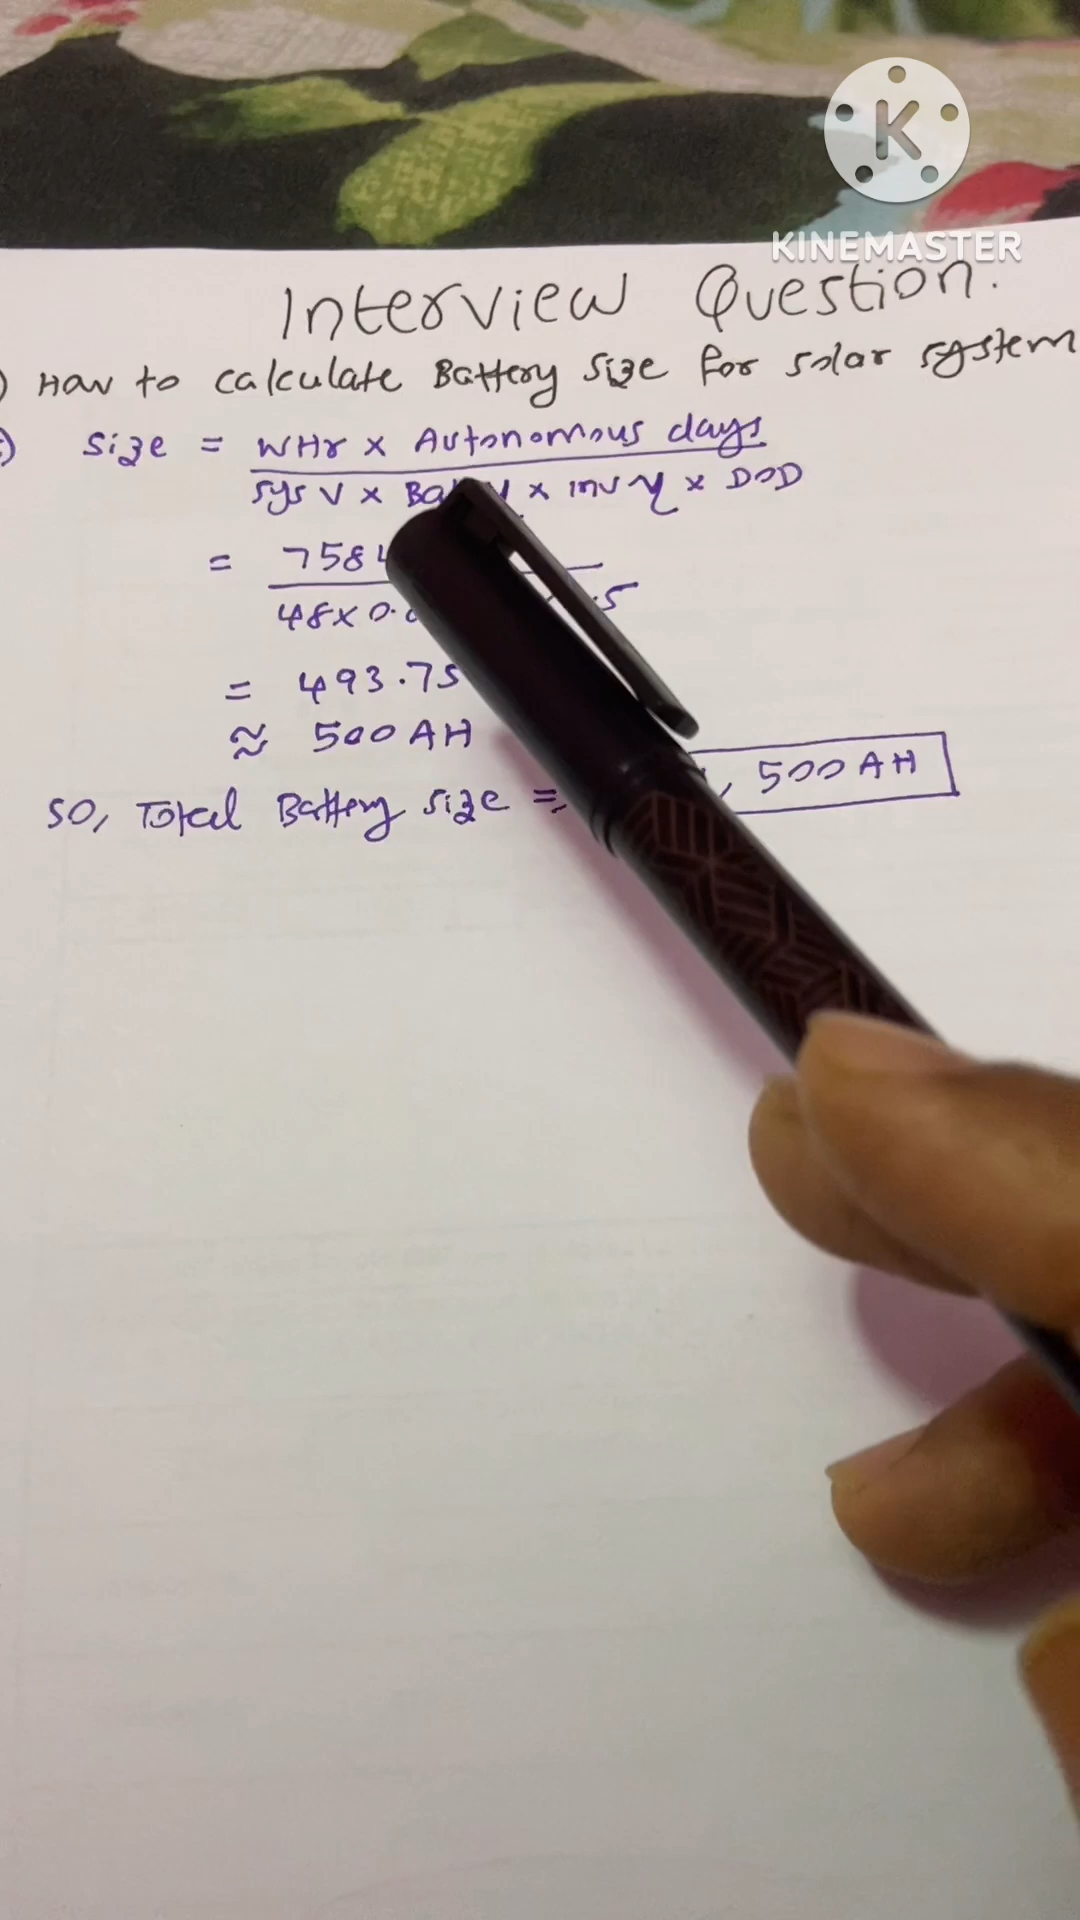 KINEMASTER
Interview Question.
How to calculate Battery size for solar system
size = WHr x Autonomous days
sys V x x inv η x DOD
= 
48 x
= 493.75
≈ 500 AH
So, Total Battery size =
, 500 AH